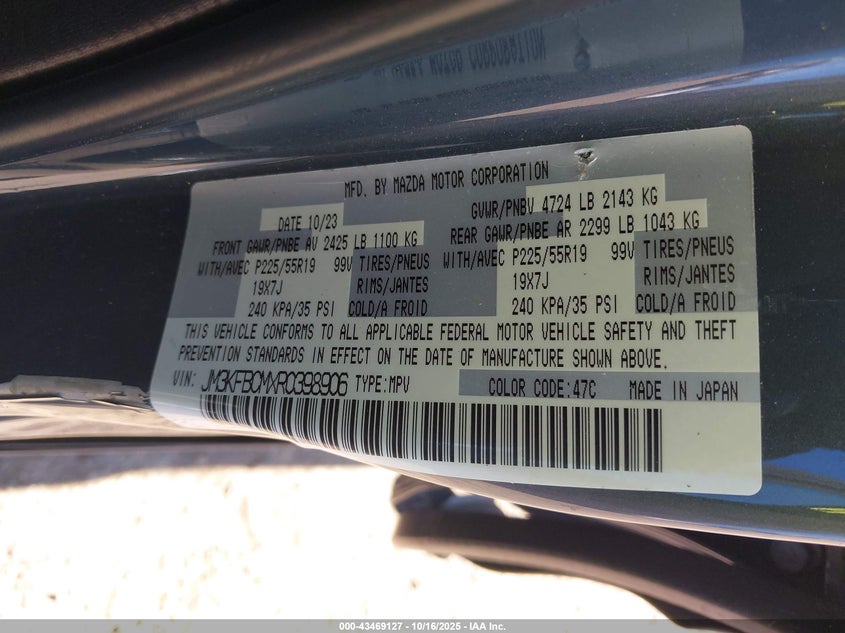 MFD. BY MAZDA MOTOR CORPORATION
DATE 10/23
GVWR/PNBV 4724 LB 2143 KG
FRONT GAWR/PNBE AV 2425 LB 1100 KG
REAR GAWR/PNBE AR 2299 LB 1043 KG
WITH/AVEC P225/55R19 99V TIRES/PNEUS WITH/AVEC P225/55R19 99V TIRES/PNEUS
19X7J RIMS/JANTES 19X7J RIMS/JANTES
240 KPA/35 PSI COLD/A FROID 240 KPA/35 PSI COLD/A FROID
THIS VEHICLE CONFORMS TO ALL APPLICABLE FEDERAL MOTOR VEHICLE SAFETY AND THEFT
PREVENTION STANDARDS IN EFFECT ON THE DATE OF MANUFACTURE SHOWN ABOVE.
VIN: JM3KFBCMXR0398906 TYPE:MPV COLOR CODE:47C MADE IN JAPAN
000-43469127 - 10/16/2025 - IAA Inc.